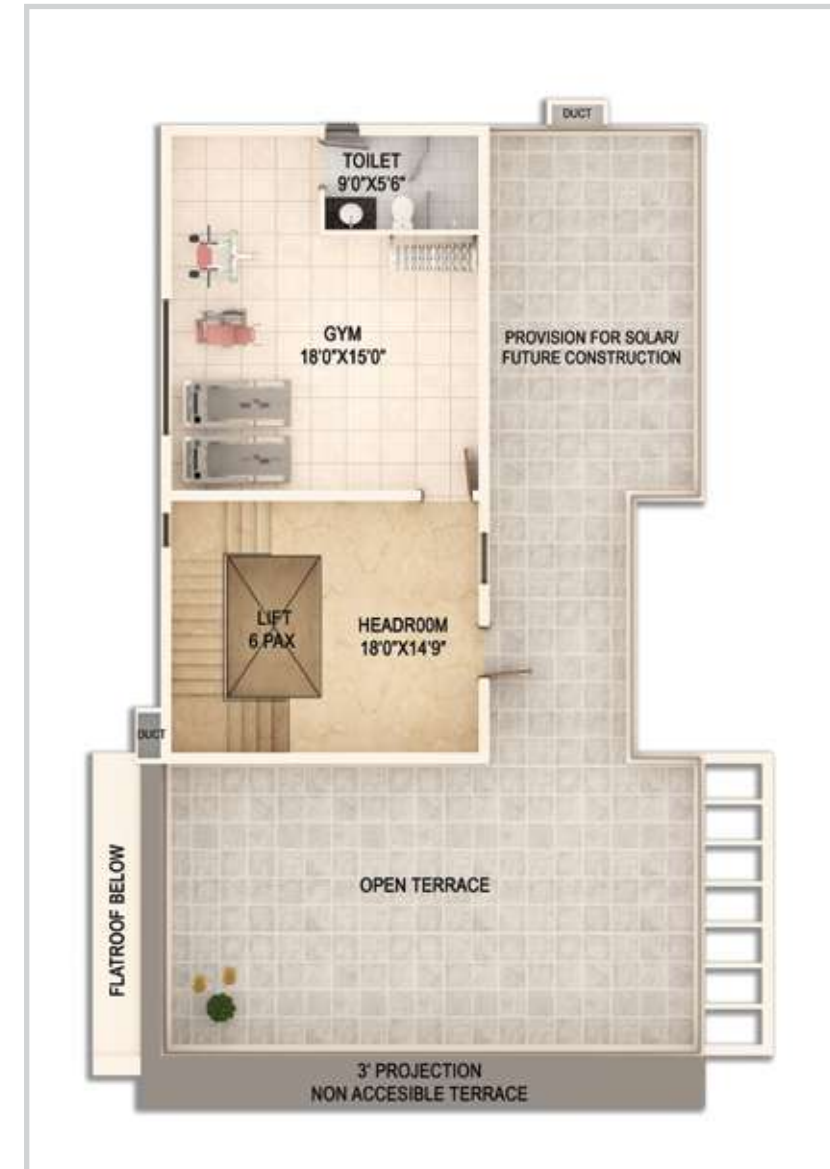 DUCT
TOILET
9'0"X5'6"
GYM
18'0"X15'0"
PROVISION FOR SOLAR/
FUTURE CONSTRUCTION
LIFT
6 PAX
HEADROOM
18'0"X14'9"
DUCT
FLATROOF BELOW
OPEN TERRACE
3' PROJECTION
NON ACCESIBLE TERRACE